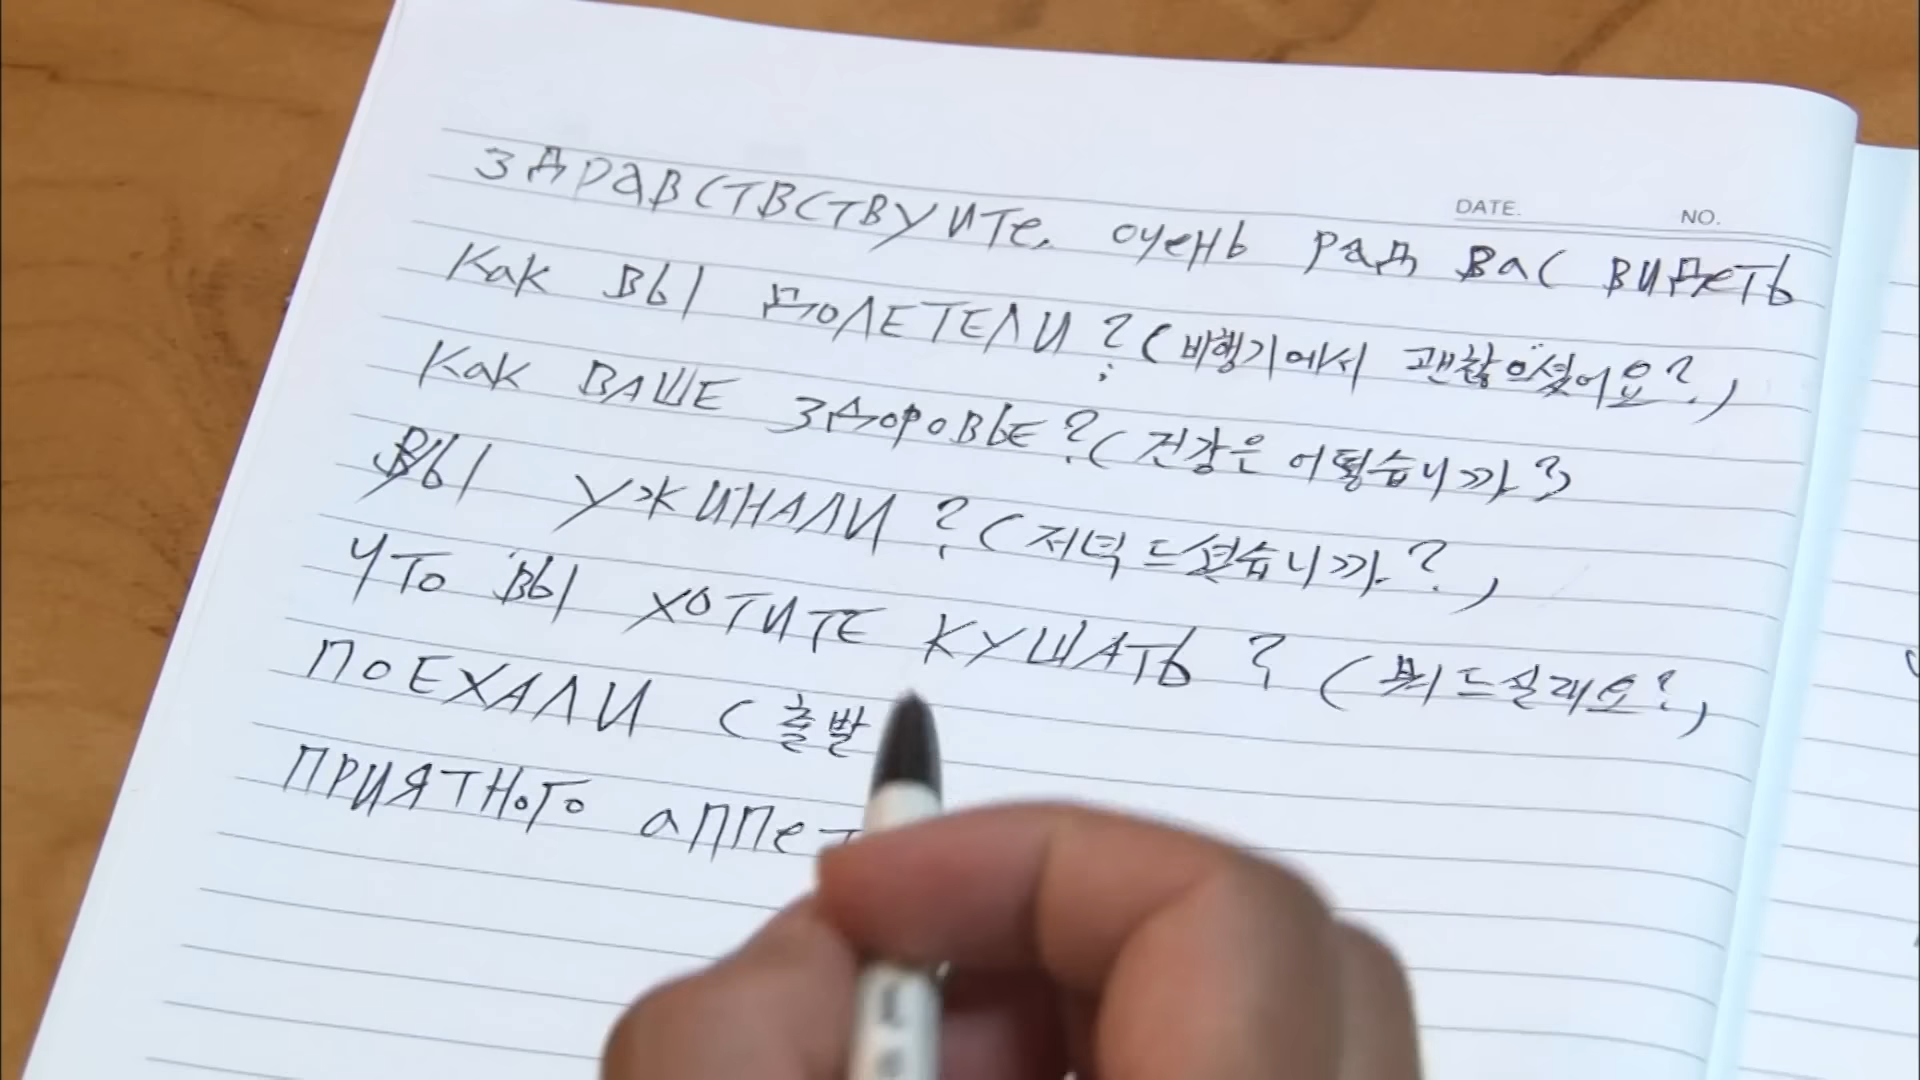 DATE. NO.
ЗДРаВСТВСТВУИТе. очень рад вас видеть
Как вы долЕТЕЛИ? (비행기에서 괜찮으셨어요?)
Как ВАШЕ ЗдоровьЕ? (건강은 어떻습니까?)
ВЫ УЖИНАЛИ? (저녁 드셨습니까.?)
Что вы ХОТИТЕ КУШАТЬ? (뭐 드실래요?)
ПОЕХАЛИ (출발
ПРИЯТНОГО аппет